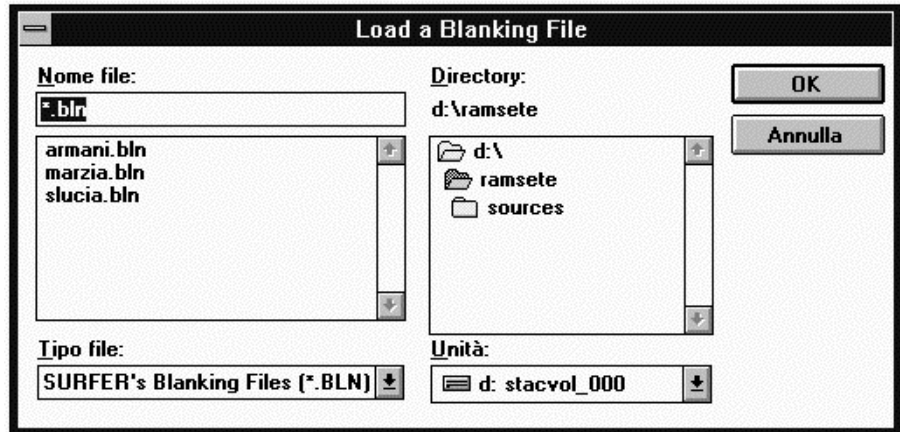 Load a Blanking File
Nome file:
*.bln
armani.bln
marzia.bln
slucia.bln
Tipo file:
SURFER's Blanking Files (*.BLN)
Directory:
d:\ramsete
d:\
ramsete
sources
Unità:
d: stacvol_000
OK
Annulla